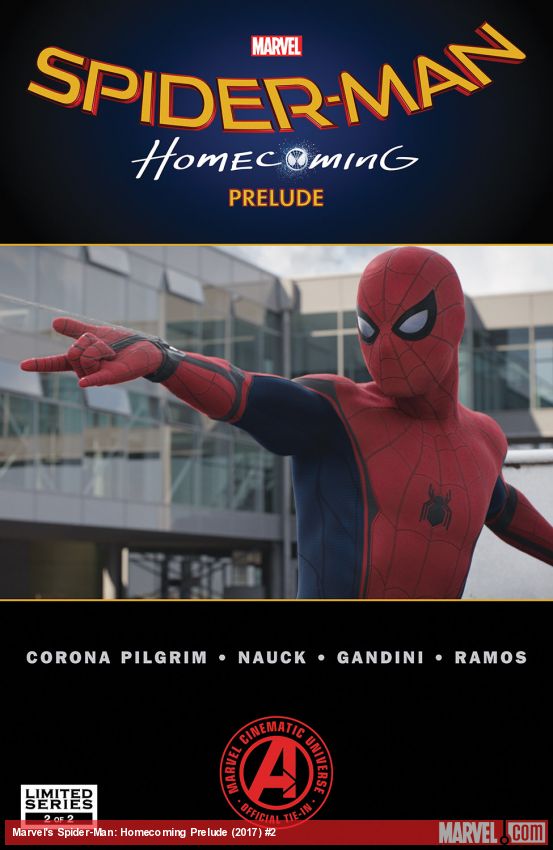 MARVEL
SPIDER-MAN
HOMECOMING
PRELUDE
CORONA PILGRIM • NAUCK • GANDINI • RAMOS
MARVEL CINEMATIC UNIVERSE
A
• OFFICIAL TIE-IN •
LIMITED
SERIES
2 OF 2
Marvel's Spider-Man: Homecoming Prelude (2017) #2
MARVEL.COM